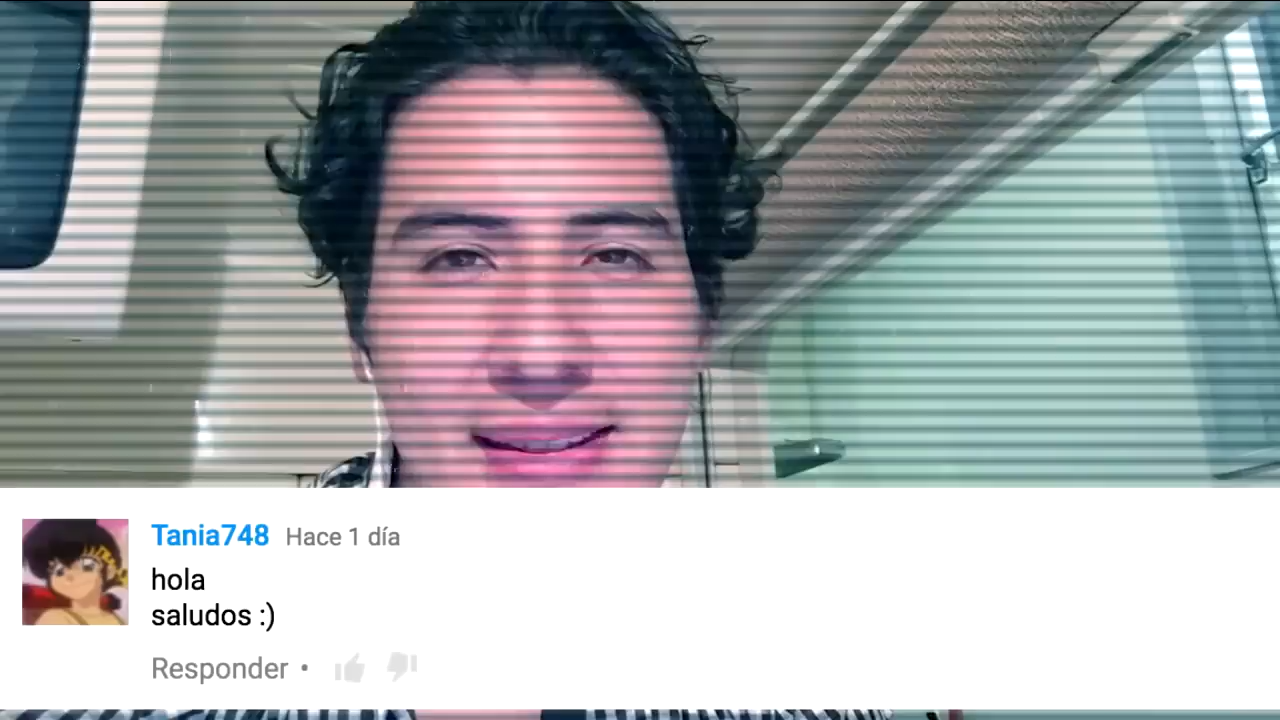 Tania748 Hace 1 día
hola
saludos :)
Responder •